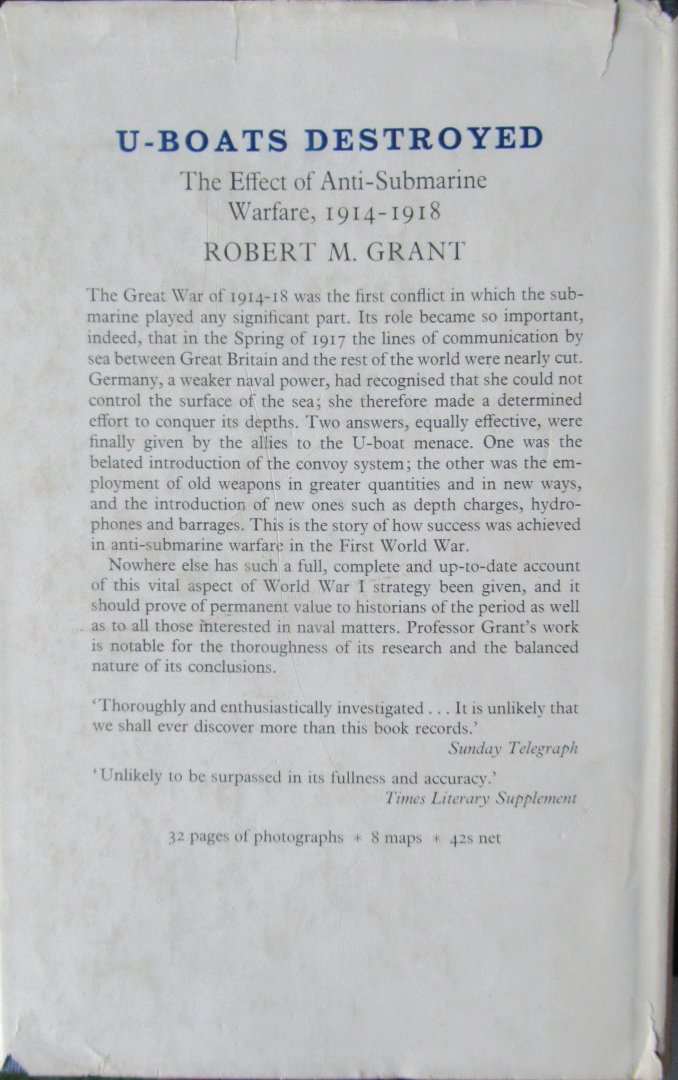 U-BOATS DESTROYED
The Effect of Anti-Submarine
Warfare, 1914-1918
ROBERT M. GRANT
The Great War of 1914-18 was the first conflict in which the sub-
marine played any significant part. Its role became so important,
indeed, that in the Spring of 1917 the lines of communication by
sea between Great Britain and the rest of the world were nearly cut.
Germany, a weaker naval power, had recognised that she could not
control the surface of the sea; she therefore made a determined
effort to conquer its depths. Two answers, equally effective, were
finally given by the allies to the U-boat menace. One was the
belated introduction of the convoy system; the other was the em-
ployment of old weapons in greater quantities and in new ways,
and the introduction of new ones such as depth charges, hydro-
phones and barrages. This is the story of how success was achieved
in anti-submarine warfare in the First World War.
Nowhere else has such a full, complete and up-to-date account
of this vital aspect of World War I strategy been given, and it
should prove of permanent value to historians of the period as well
as to all those interested in naval matters. Professor Grant's work
is notable for the thoroughness of its research and the balanced
nature of its conclusions.
'Thoroughly and enthusiastically investigated . . . It is unlikely that
we shall ever discover more than this book records.'
Sunday Telegraph
'Unlikely to be surpassed in its fullness and accuracy.'
Times Literary Supplement
32 pages of photographs * 8 maps * 42s net